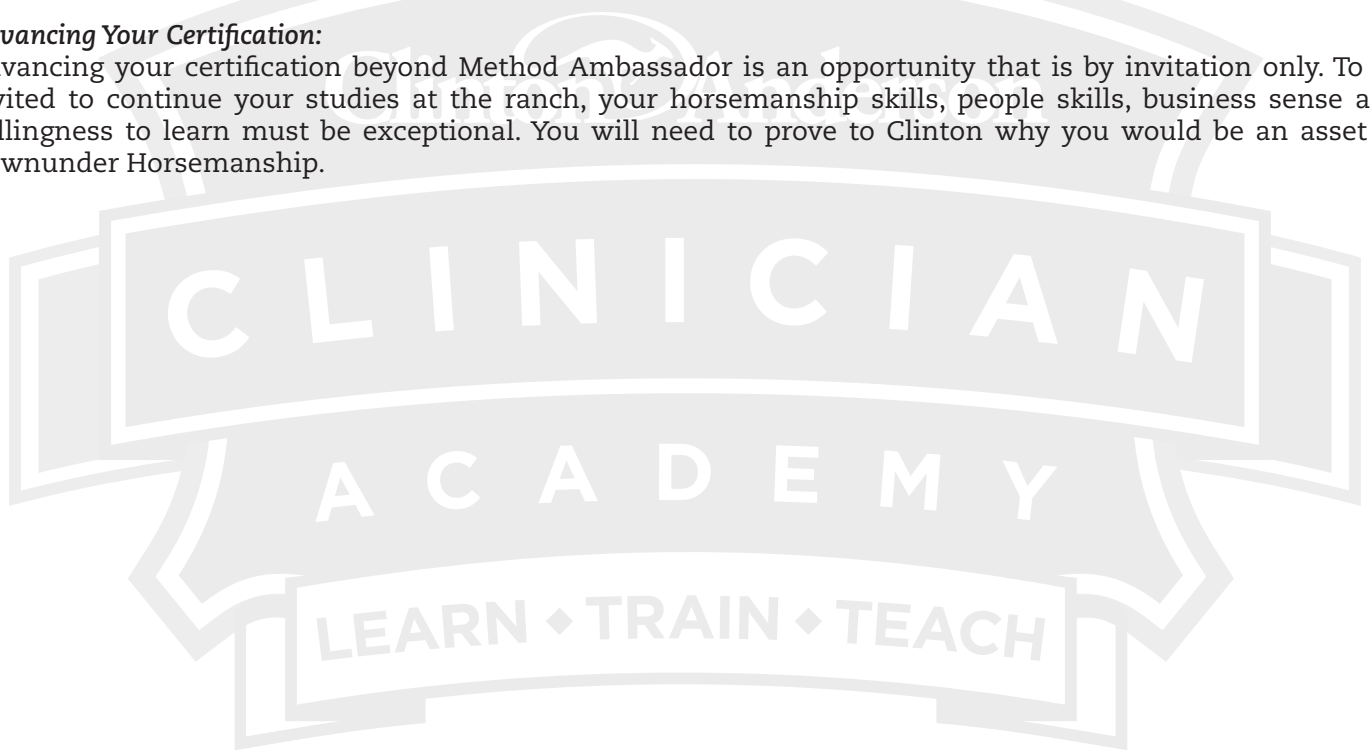 vancing Your Certification:
vancing your certification beyond Method Ambassador is an opportunity that is by invitation only. To
vited to continue your studies at the ranch, your horsemanship skills, people skills, business sense a
llingness to learn must be exceptional. You will need to prove to Clinton why you would be an asset
wnunder Horsemanship.
Clinton Anderson
CLINICIAN
ACADEMY
LEARN ◆ TRAIN ◆ TEACH